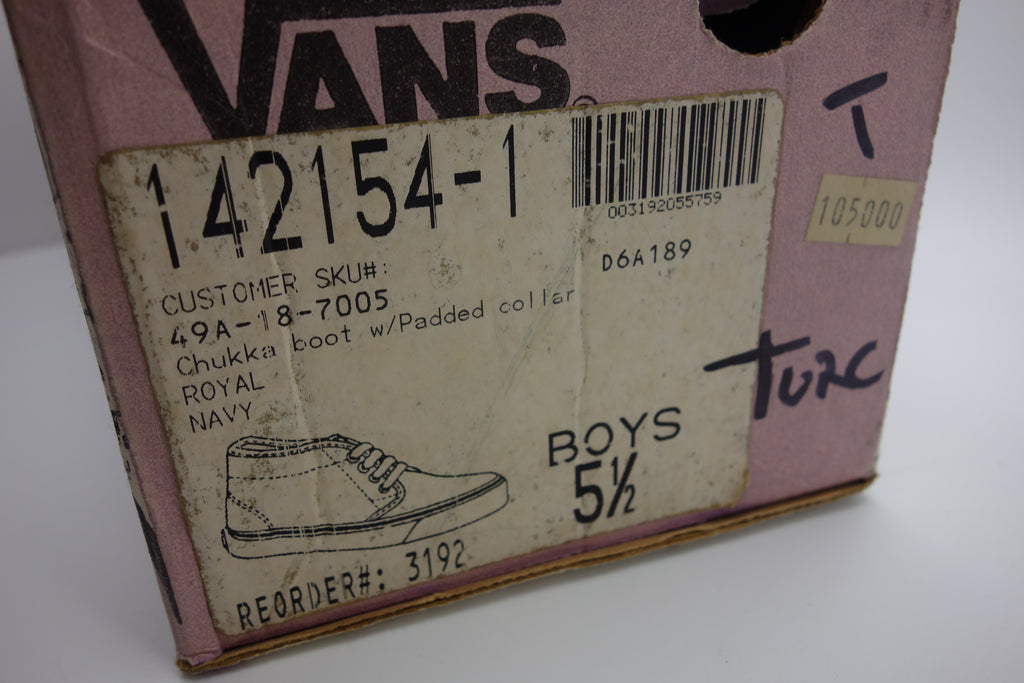 VANS®
142154-1
003192055759
D6A189
CUSTOMER SKU#:
49A-18-7005
Chukka boot w/Padded collar
ROYAL
NAVY
BOYS
5½
REORDER#: 3192
T
105000
TURC